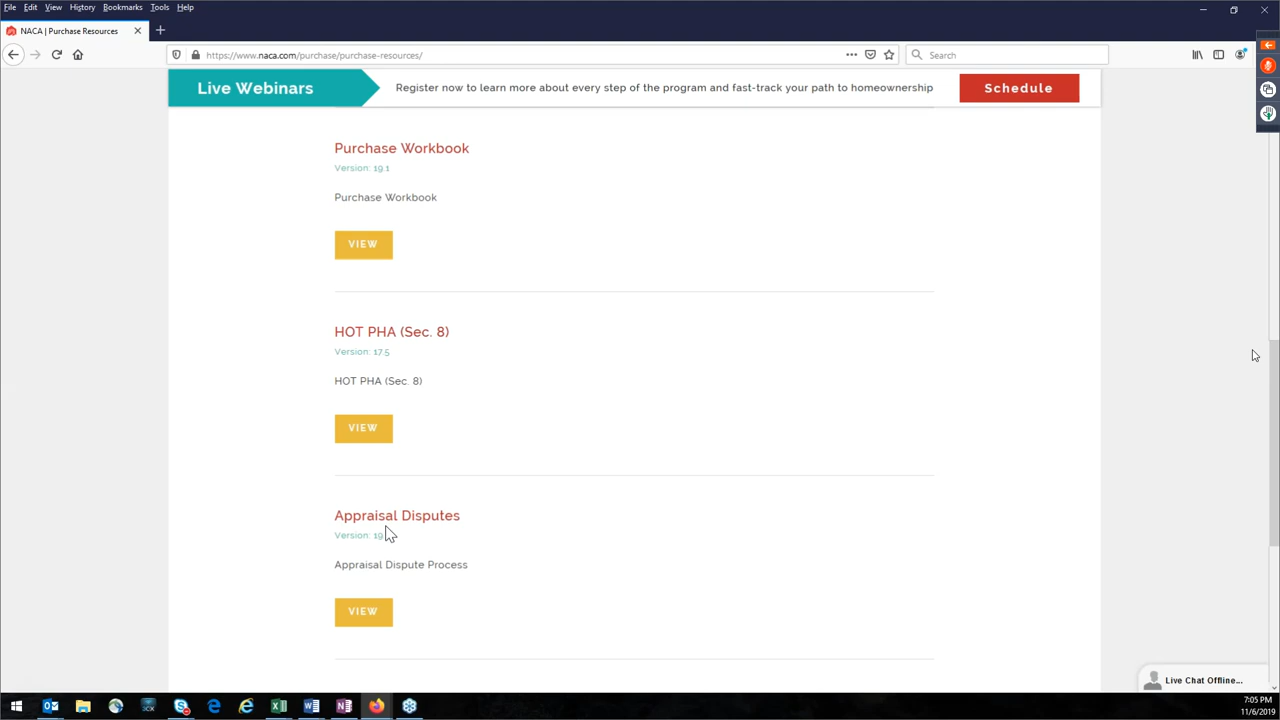 File Edit View History Bookmarks Tools Help
NACA | Purchase Resources
https://www.naca.com/purchase/purchase-resources/
Search
Live Webinars
Register now to learn more about every step of the program and fast-track your path to homeownership
Schedule
Purchase Workbook
Version: 19.1
Purchase Workbook
VIEW
HOT PHA (Sec. 8)
Version: 17.5
HOT PHA (Sec. 8)
VIEW
Appraisal Disputes
Version: 19.
Appraisal Dispute Process
VIEW
Live Chat Offline...
7:05 PM
11/6/2019